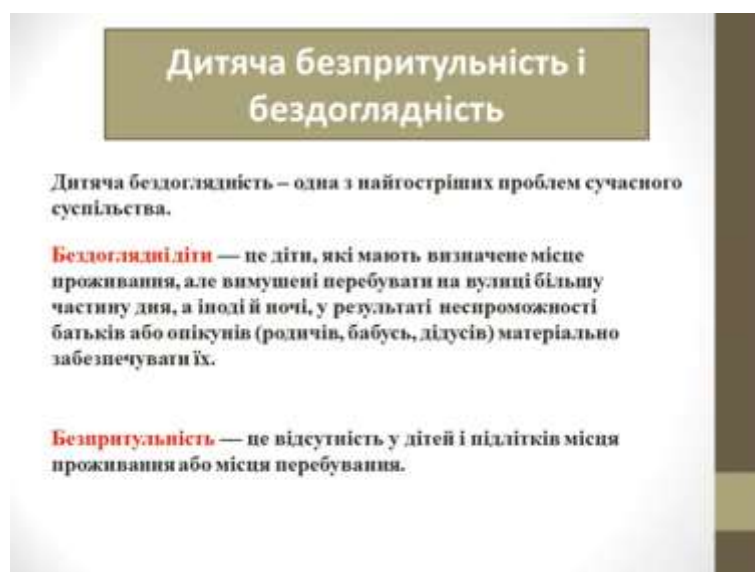 Дитяча безпритульність і
бездоглядність
Дитяча бездоглядність – одна з найгостріших проблем сучасного
суспільства.
Бездоглядні діти — це діти, які мають визначене місце
проживання, але вимушені перебувати на вулиці більшу
частину дня, а іноді й ночі, у результаті неспроможності
батьків або опікунів (родичів, бабусь, дідусів) матеріально
забезпечувати їх.
Безпритульність — це відсутність у дітей і підлітків місця
проживання або місця перебування.